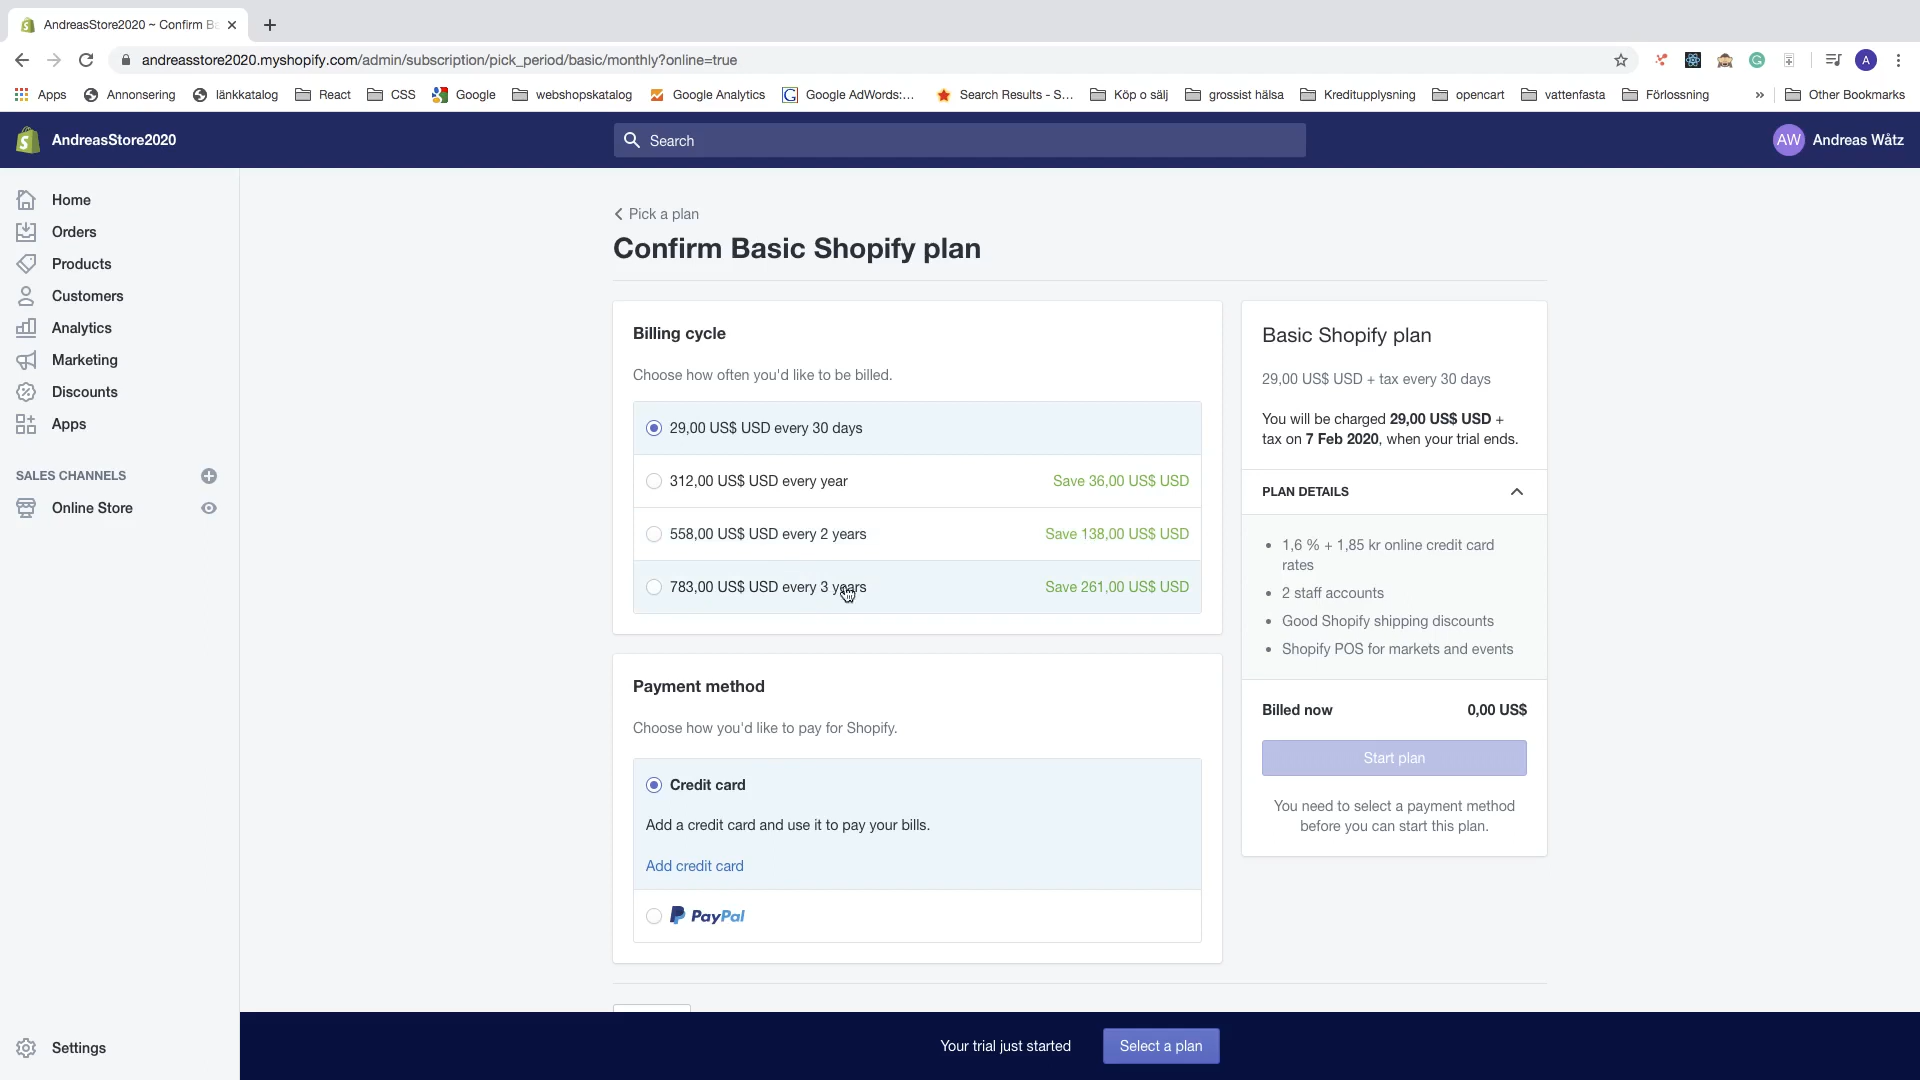 AndreasStore2020 ~ Confirm Ba
andreasstore2020.myshopify.com/admin/subscription/pick_period/basic/monthly?online=true
A
Apps
Annonsering
länkkatalog
React
CSS
Google
webshopskatalog
Google Analytics
Google AdWords:...
Search Results - S...
Köp o sälj
grossist hälsa
Kreditupplysning
opencart
vattenfasta
Förlossning
»
Other Bookmarks
AndreasStore2020
Search
AW
Andreas Wåtz
Home
Orders
Products
Customers
Analytics
Marketing
Discounts
Apps
SALES CHANNELS
Online Store
Settings
Pick a plan
Confirm Basic Shopify plan
Billing cycle
Choose how often you'd like to be billed.
29,00 US$ USD every 30 days
312,00 US$ USD every year
Save 36,00 US$ USD
558,00 US$ USD every 2 years
Save 138,00 US$ USD
783,00 US$ USD every 3 years
Save 261,00 US$ USD
Payment method
Choose how you'd like to pay for Shopify.
Credit card
Add a credit card and use it to pay your bills.
Add credit card
PayPal
Basic Shopify plan
29,00 US$ USD + tax every 30 days
You will be charged 29,00 US$ USD +
tax on 7 Feb 2020, when your trial ends.
PLAN DETAILS
• 1,6 % + 1,85 kr online credit card
rates
• 2 staff accounts
• Good Shopify shipping discounts
• Shopify POS for markets and events
Billed now
0,00 US$
Start plan
You need to select a payment method
before you can start this plan.
Your trial just started
Select a plan